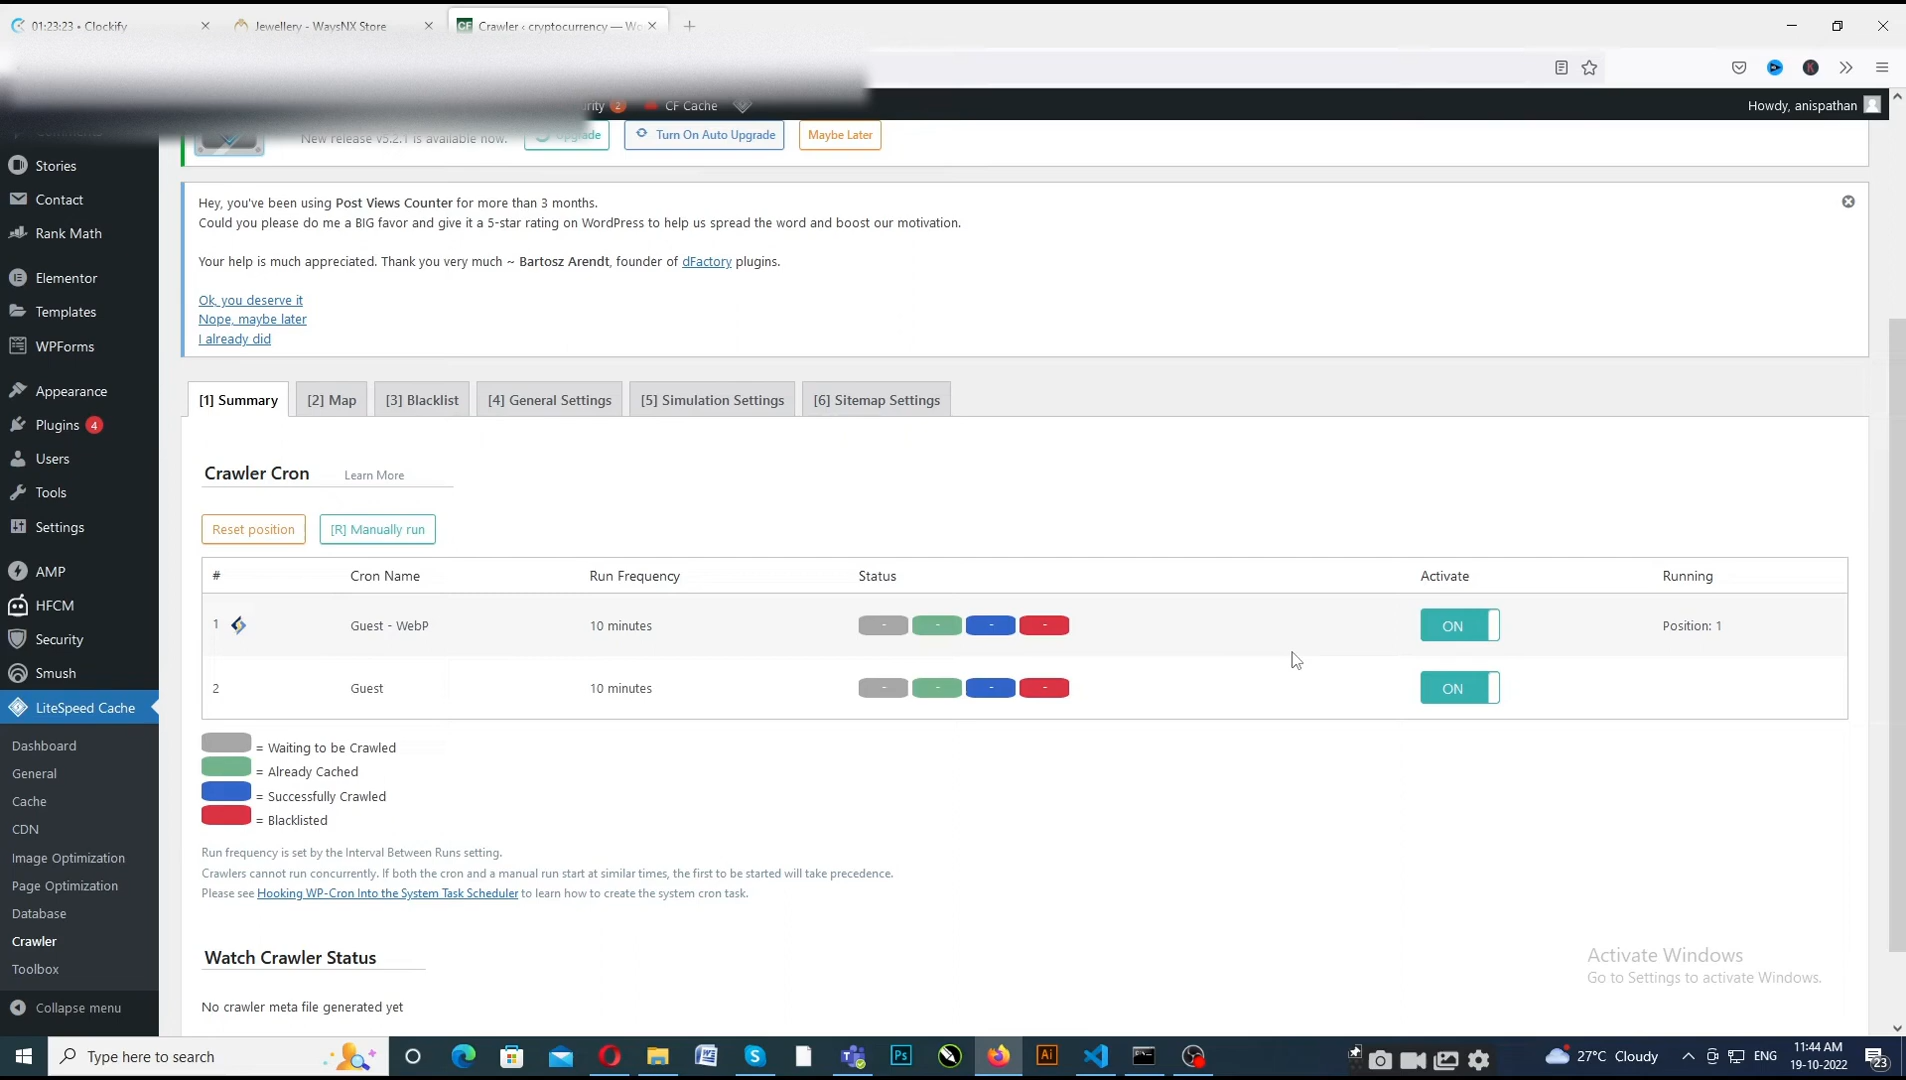 01:23:23 • Clockify
Jewellery - WaysNX Store
Crawler ‹ cryptocurrency — Wo
2
CF Cache
Howdy, anispathan
New release v5.2.1 is available now.
Upgrade
Turn On Auto Upgrade
Maybe Later
Stories
Contact
Rank Math
Elementor
Templates
WPForms
Appearance
Plugins 4
Users
Tools
Settings
AMP
HFCM
Security
Smush
LiteSpeed Cache
Dashboard
General
Cache
CDN
Image Optimization
Page Optimization
Database
Crawler
Toolbox
Collapse menu
Hey, you've been using Post Views Counter for more than 3 months.
Could you please do me a BIG favor and give it a 5-star rating on WordPress to help us spread the word and boost our motivation.
Your help is much appreciated. Thank you very much ~ Bartosz Arendt, founder of dFactory plugins.
Ok, you deserve it
Nope, maybe later
I already did
[1] Summary
[2] Map
[3] Blacklist
[4] General Settings
[5] Simulation Settings
[6] Sitemap Settings
Crawler Cron
Learn More
Reset position
[R] Manually run
# Cron Name Run Frequency Status Activate Running
1 Guest - WebP 10 minutes - - - - ON Position: 1
2 Guest 10 minutes - - - - ON
= Waiting to be Crawled
= Already Cached
= Successfully Crawled
= Blacklisted
Run frequency is set by the Interval Between Runs setting.
Crawlers cannot run concurrently. If both the cron and a manual run start at similar times, the first to be started will take precedence.
Please see Hooking WP-Cron Into the System Task Scheduler to learn how to create the system cron task.
Watch Crawler Status
No crawler meta file generated yet
Activate Windows
Go to Settings to activate Windows.
Type here to search
27°C Cloudy
ENG
11:44 AM
19-10-2022
23